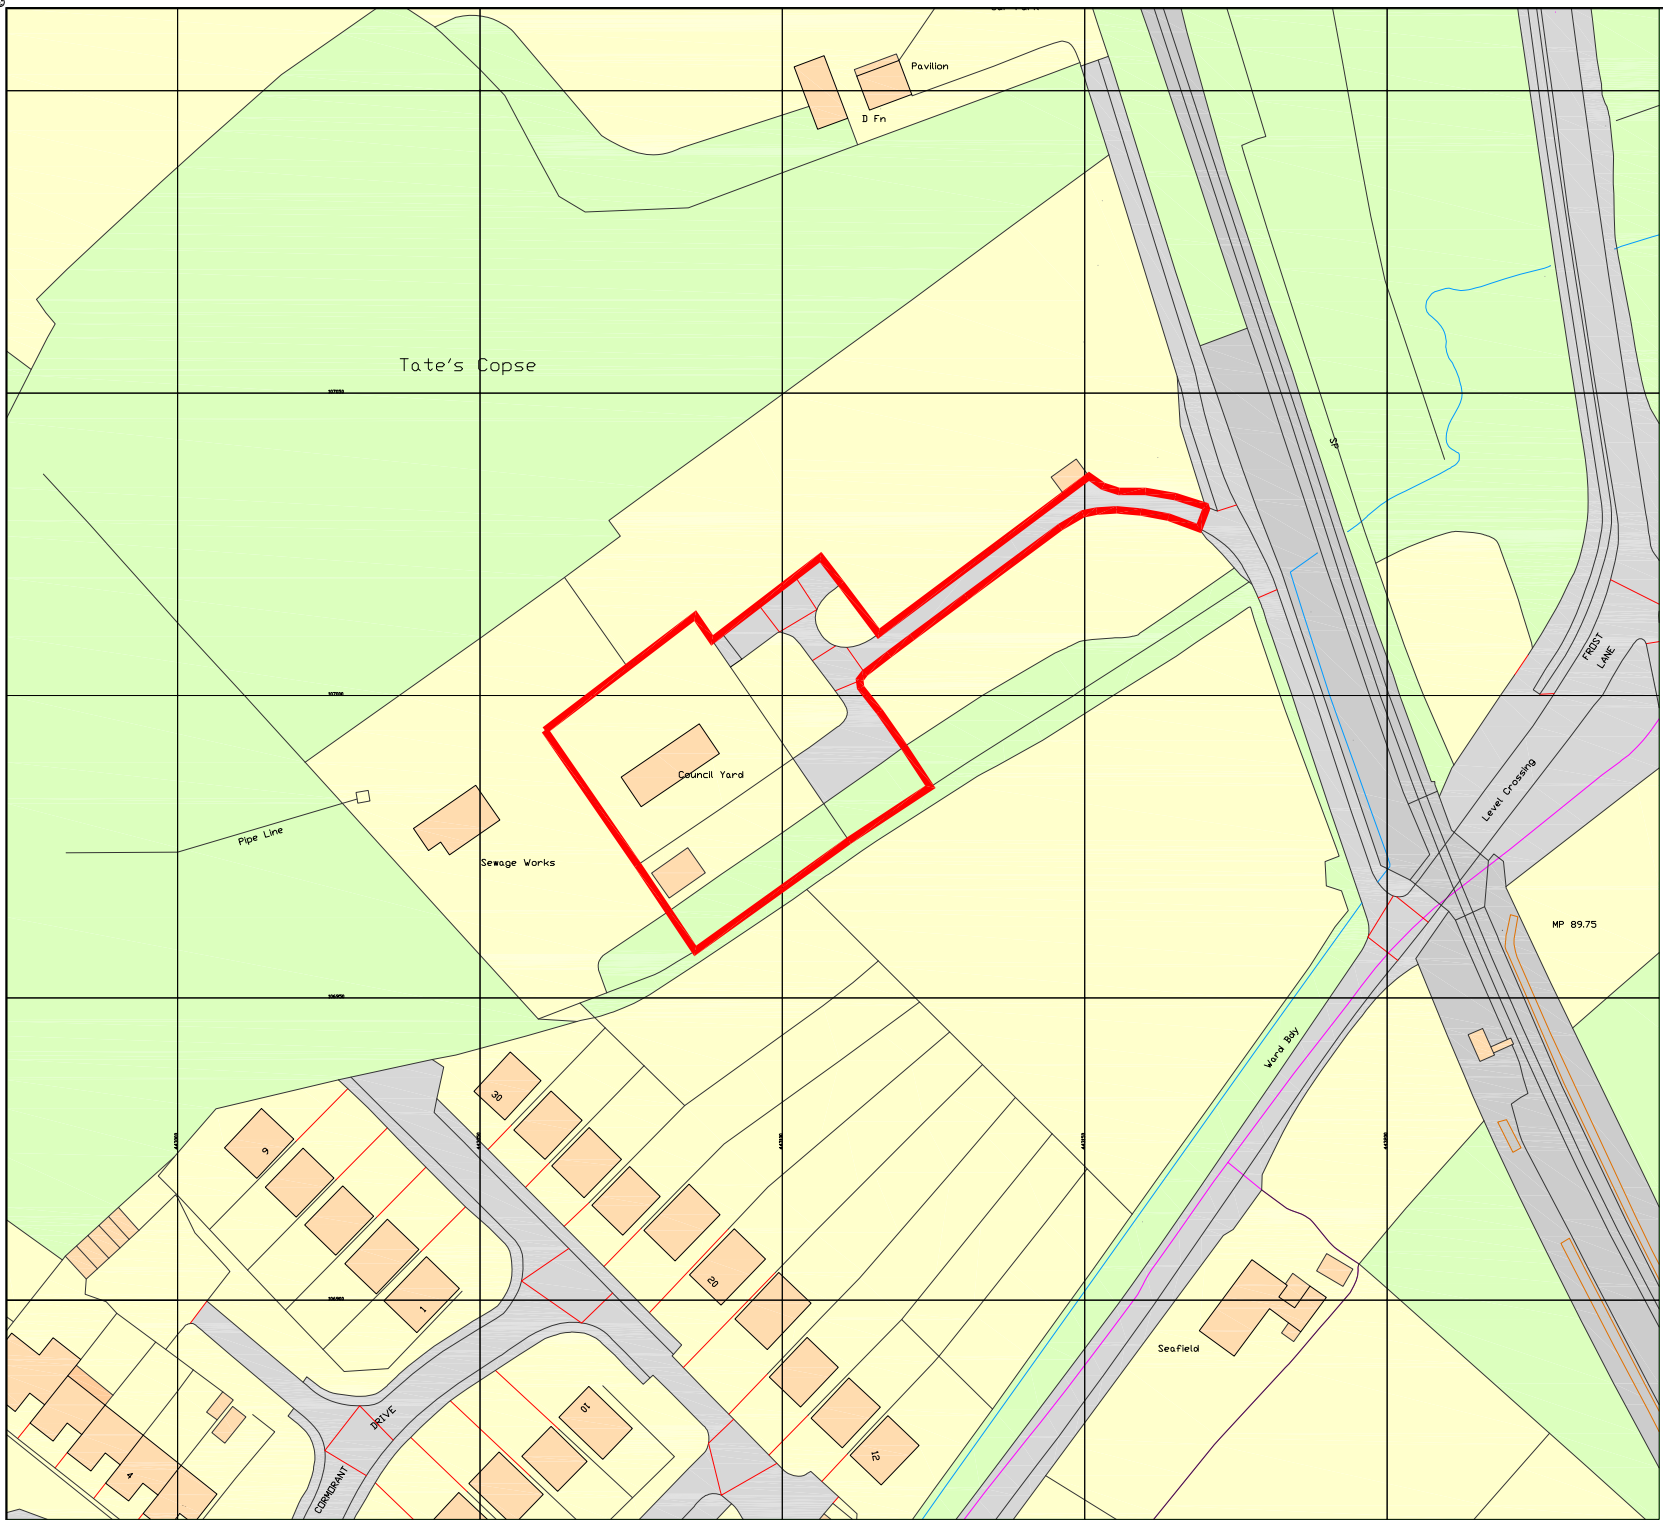 Pavilion
D Fn
Tate's Copse
SP
FROST
LANE
Council Yard
Level Crossing
Pipe Line
Sewage Works
MP 89.75
Ward Bdy
30
9
20
1
Seafield
10
DRIVE
12
4
CORMORANT